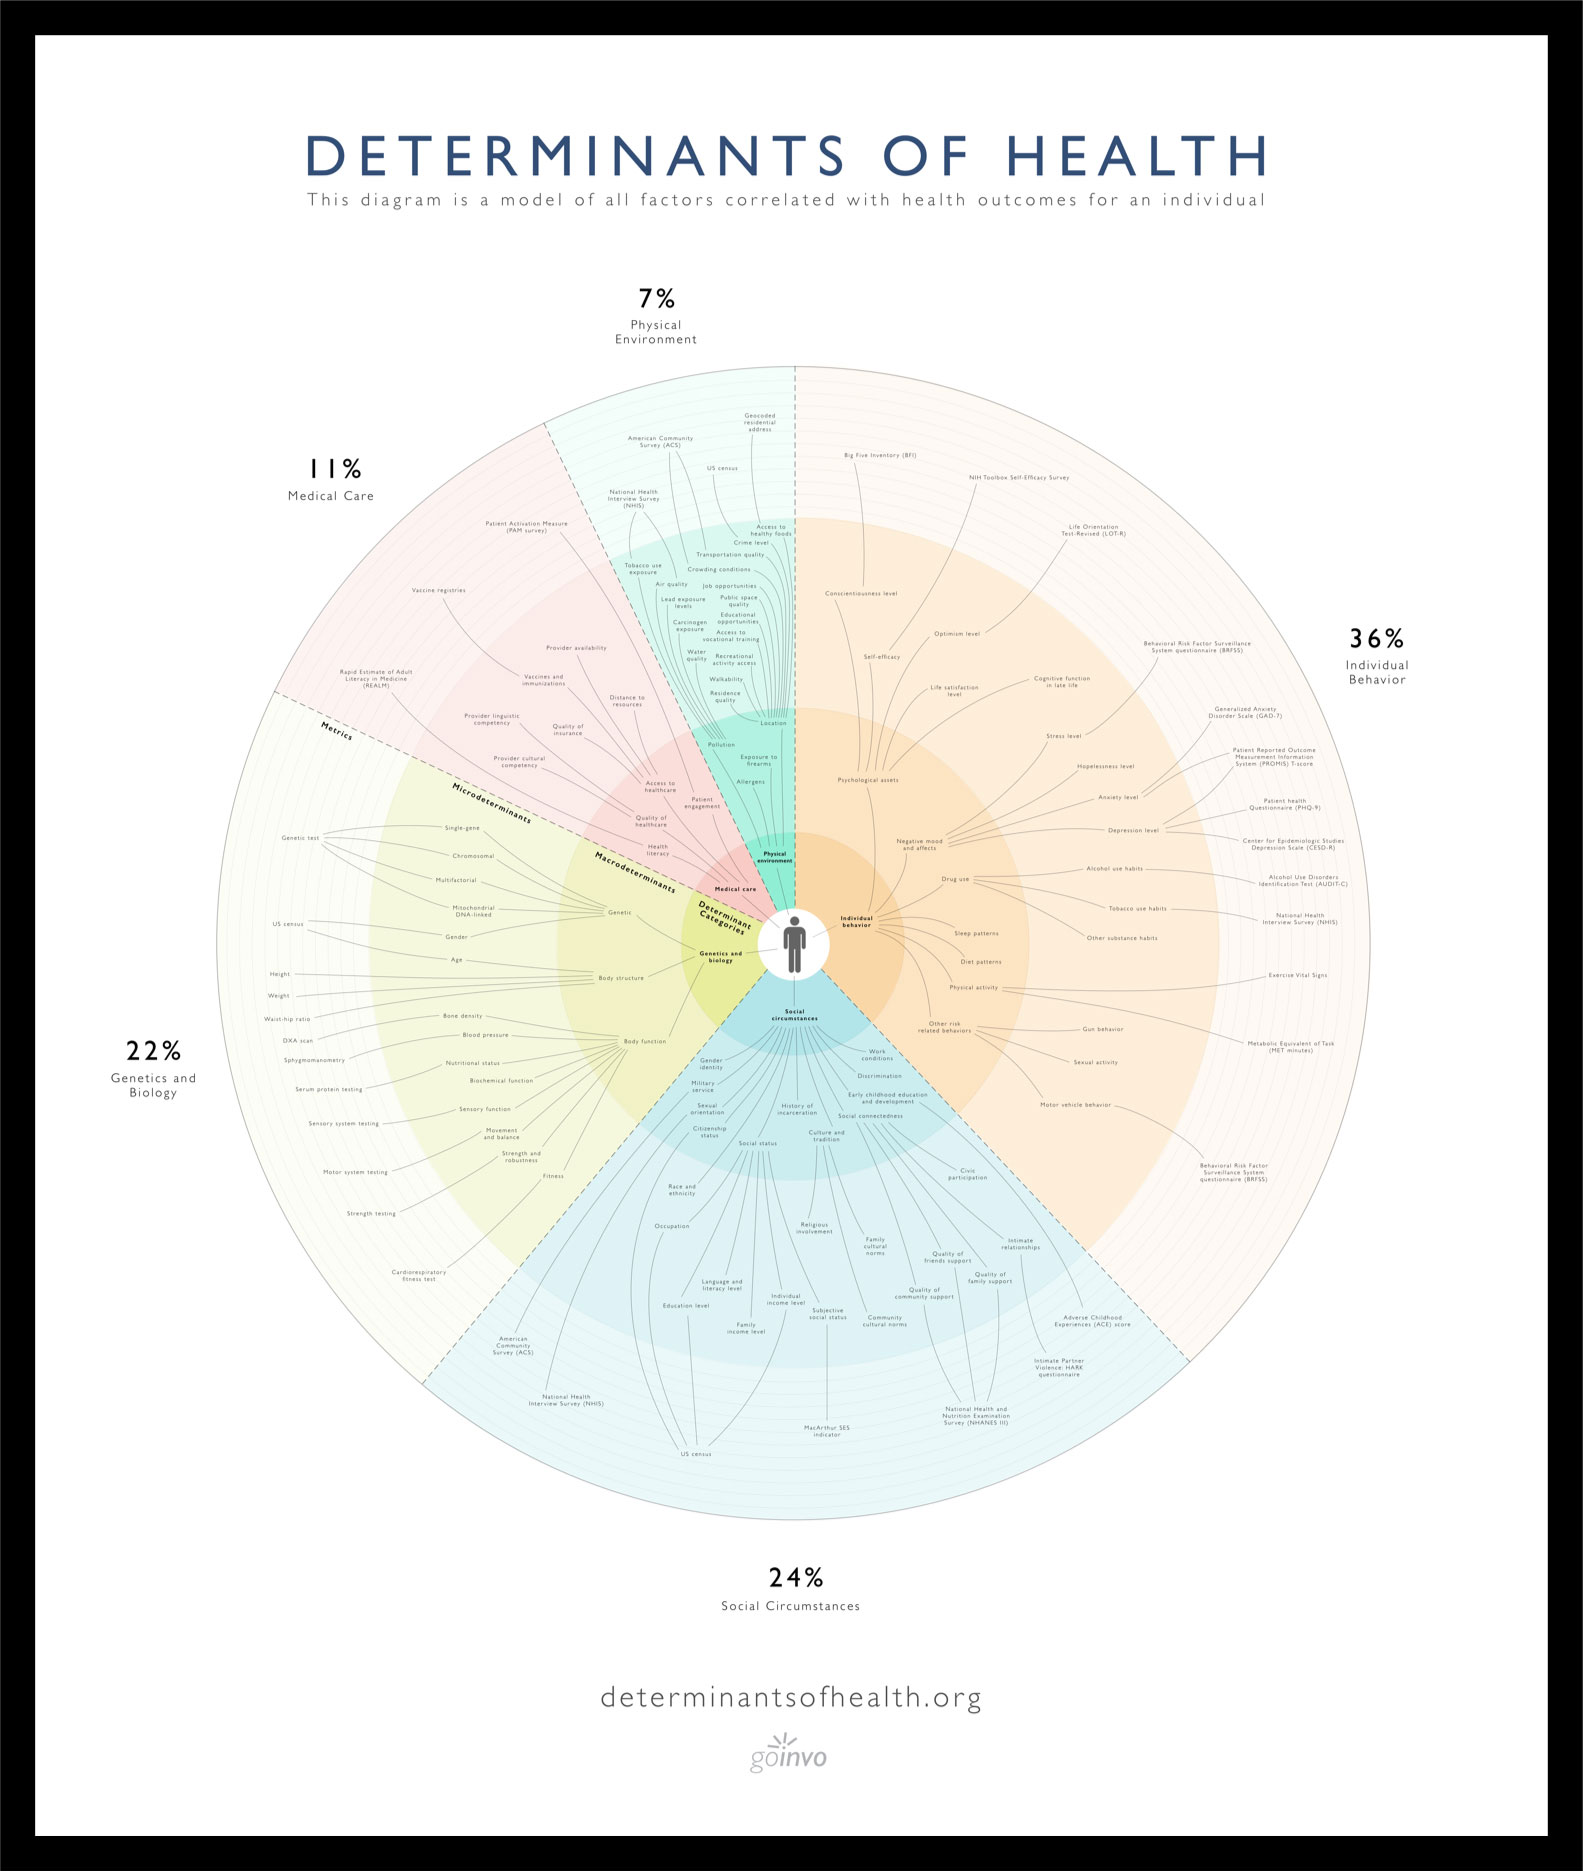 DETERMINANTS OF HEALTH
This diagram is a model of all factors correlated with health outcomes for an individual
7%
Physical
Environment
11%
Medical Care
36%
Individual
Behavior
22%
Genetics and
Biology
24%
Social Circumstances
Geocoded
residential
address
American Community
Survey (ACS)
US census
National Health
Interview Survey
(NHIS)
Access to
healthy foods
Crime level
Transportation quality
Tobacco use
exposure
Crowding conditions
Air quality
Job opportunities
Lead exposure
levels
Public space
quality
Educational
opportunities
Carcinogen
exposure
Access to
vocational training
Water
quality
Recreational
activity access
Walkability
Residence
quality
Location
Pollution
Exposure to
firearms
Allergens
Physical
environment
Patient Activation Measure
(PAM survey)
Vaccine registries
Rapid Estimate of Adult
Literacy in Medicine
(REALM)
Provider availability
Vaccines and
immunizations
Distance to
resources
Provider linguistic
competency
Quality of
insurance
Provider cultural
competency
Access to
healthcare
Patient
engagement
Quality of
healthcare
Health
literacy
Medical care
Metrics
Microdeterminants
Macrodeterminants
Determinant
Categories
Big Five Inventory (BFI)
NIH Toolbox Self-Efficacy Survey
Life Orientation
Test-Revised (LOT-R)
Conscientiousness level
Optimism level
Behavioral Risk Factor Surveillance
System questionnaire (BRFSS)
Self-efficacy
Cognitive function
in late life
Life satisfaction
level
Generalized Anxiety
Disorder Scale (GAD-7)
Stress level
Patient Reported Outcome
Measurement Information
System (PROMIS) T-score
Hopelessness level
Psychological assets
Anxiety level
Patient health
Questionnaire (PHQ-9)
Depression level
Negative mood
and affects
Center for Epidemiologic Studies
Depression Scale (CESD-R)
Alcohol use habits
Drug use
Alcohol Use Disorders
Identification Test (AUDIT-C)
Tobacco use habits
National Health
Interview Survey (NHIS)
Individual
behavior
Sleep patterns
Other substance habits
Diet patterns
Exercise Vital Signs
Physical activity
Other risk
related behaviors
Gun behavior
Metabolic Equivalent of Task
(MET minutes)
Sexual activity
Motor vehicle behavior
Behavioral Risk Factor
Surveillance System
questionnaire (BRFSS)
Genetic test
Single-gene
Chromosomal
Multifactorial
Mitochondrial
DNA-linked
Genetic
US census
Gender
Age
Genetics and
biology
Height
Body structure
Weight
Waist-hip ratio
Bone density
DXA scan
Blood pressure
Body function
Sphygmomanometry
Nutritional status
Biochemical function
Serum protein testing
Sensory function
Sensory system testing
Movement
and balance
Strength and
robustness
Motor system testing
Fitness
Strength testing
Cardiorespiratory
fitness test
Social
circumstances
Gender
identity
Work
conditions
Military
service
Discrimination
Early childhood education
and development
Sexual
orientation
History of
incarceration
Social connectedness
Citizenship
status
Culture and
tradition
Social status
Civic
participation
Race and
ethnicity
Occupation
Religious
involvement
Family
cultural
norms
Intimate
relationships
Quality of
friends support
Quality of
family support
Language and
literacy level
Quality of
community support
Education level
Individual
income level
Subjective
social status
Family
income level
Community
cultural norms
Adverse Childhood
Experiences (ACE) score
American
Community
Survey (ACS)
Intimate Partner
Violence: HARK
questionnaire
National Health
Interview Survey (NHIS)
National Health and
Nutrition Examination
Survey (NHANES III)
MacArthur SES
indicator
US census
determinantsofhealth.org
goinvo